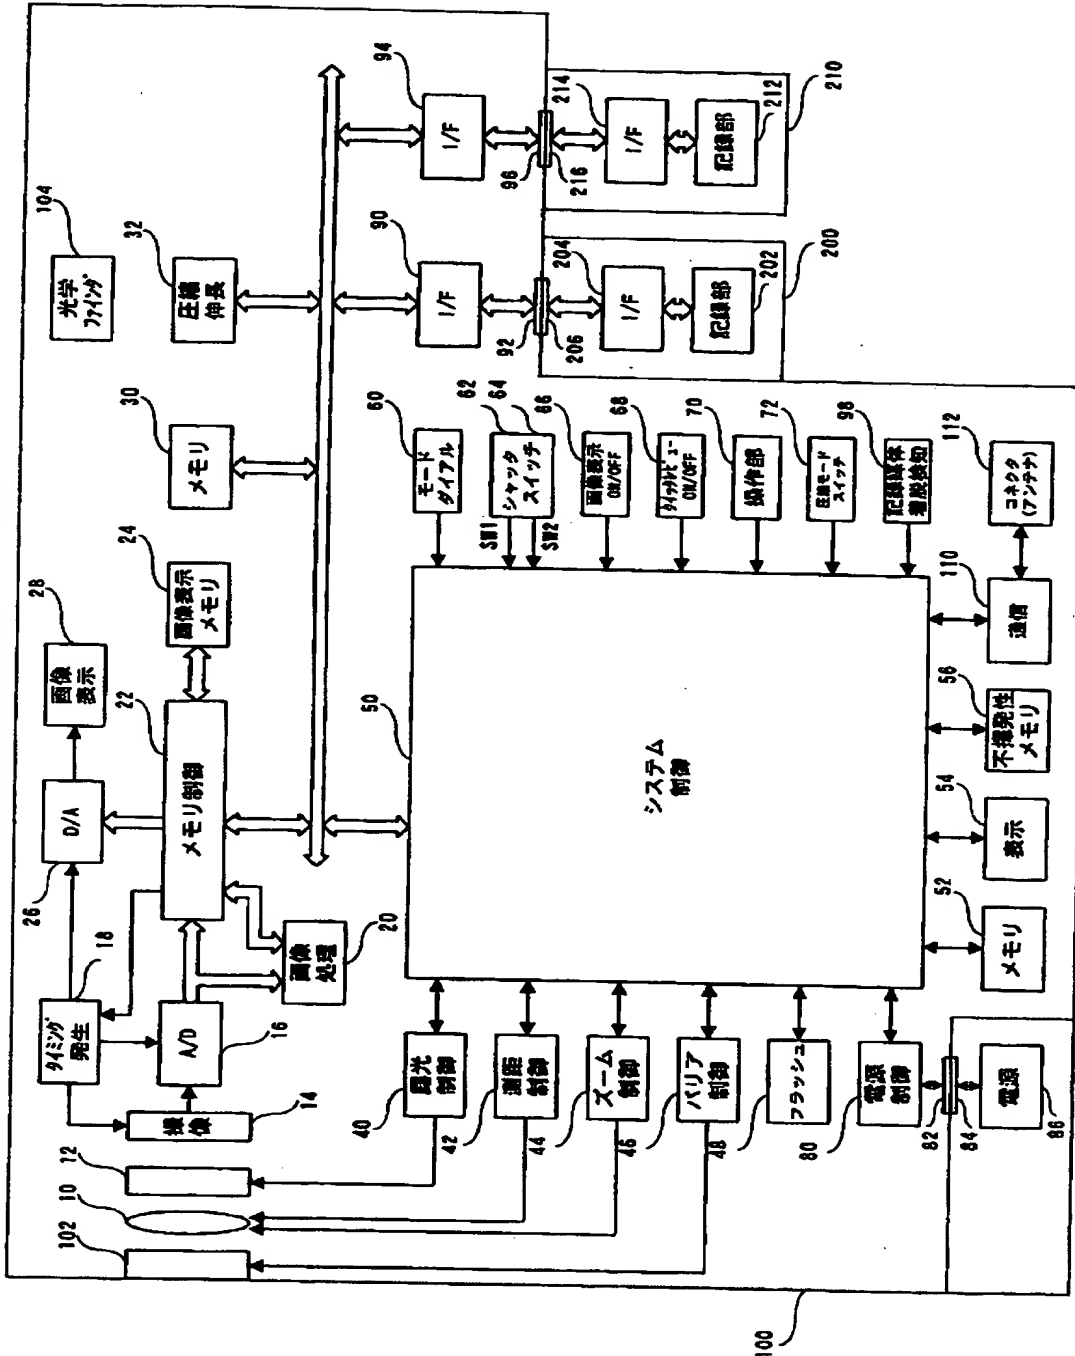 100
102
10
12
14
撮像
18
タイミング
発生
16
A/D
26
D/A
28
画像
表示
22
メモリ制御
24
画像表示
メモリ
20
画像
処理
30
メモリ
32
圧縮
伸長
104
光学
ファインダ
40
露光
制御
42
測距
制御
44
ズーム
制御
46
バリア
制御
48
フラッシュ
80
電源
制御
82
84
電源
86
50
システム
制御
60
モード
ダイアル
62
64
シャッタ
スイッチ
SW1
SW2
66
画像表示
ON/OFF
68
クイックレビュー
ON/OFF
70
操作部
72
圧縮モード
スイッチ
98
記録媒体
着脱検知
52
メモリ
54
表示
56
不揮発性
メモリ
110
通信
112
コネクタ
(アンテナ)
90
I/F
92
206
204
I/F
202
記録部
200
94
I/F
96
216
214
I/F
212
記録部
210